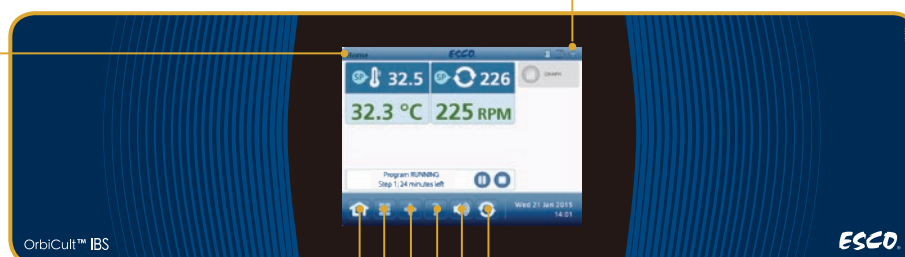 Home
ESCO
SP 32.5
SP 226
GRAPH
32.3 °C
225 RPM
Program RUNNING
Step 1; 24 minutes left
Wed 21 Jan 2015
14:01
OrbiCult™ IBS
ESCO